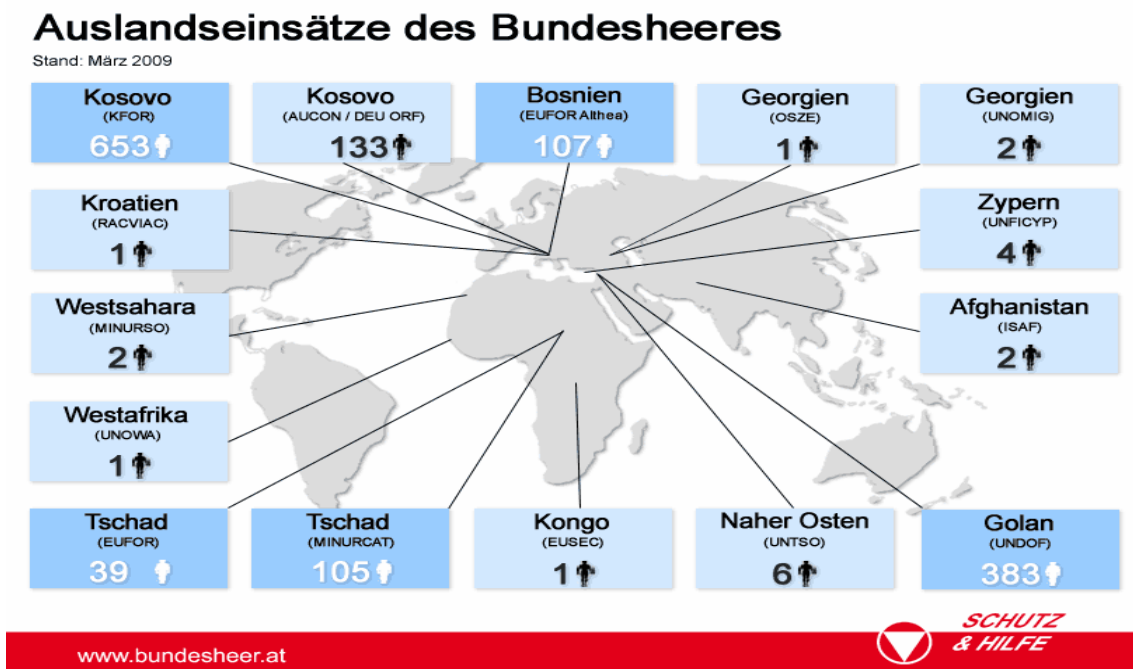 Auslandseinsätze des Bundesheeres
Stand: März 2009
Kosovo
(KFOR)
653
Kosovo
(AUCON / DEU ORF)
133
Bosnien
(EUFOR Althea)
107
Georgien
(OSZE)
1
Georgien
(UNOMIG)
2
Kroatien
(RACVIAC)
1
Zypern
(UNFICYP)
4
Westsahara
(MINURSO)
2
Afghanistan
(ISAF)
2
Westafrika
(UNOWA)
1
Tschad
(EUFOR)
39
Tschad
(MINURCAT)
105
Kongo
(EUSEC)
1
Naher Osten
(UNTSO)
6
Golan
(UNDOF)
383
SCHUTZ
& HILFE
www.bundesheer.at